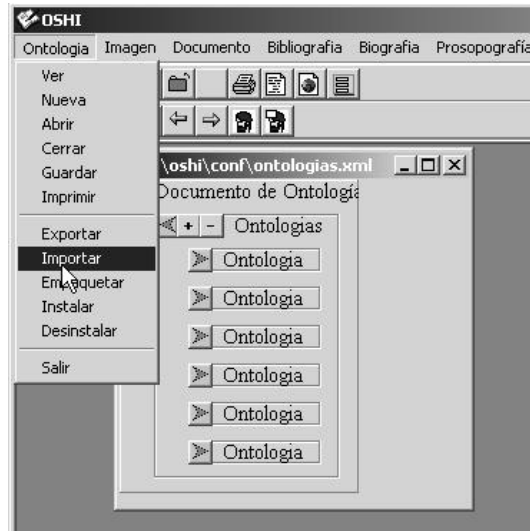 OSHI
Ontologia Imagen Documento Bibliografia Biografia Prosopografía
Ver
Nueva
Abrir
Cerrar
Guardar
Imprimir
Exportar
Importar
Empaquetar
Instalar
Desinstalar
Salir
\oshi\conf\ontologias.xml
Documento de Ontología
+ - Ontologias
Ontologia
Ontologia
Ontologia
Ontologia
Ontologia
Ontologia